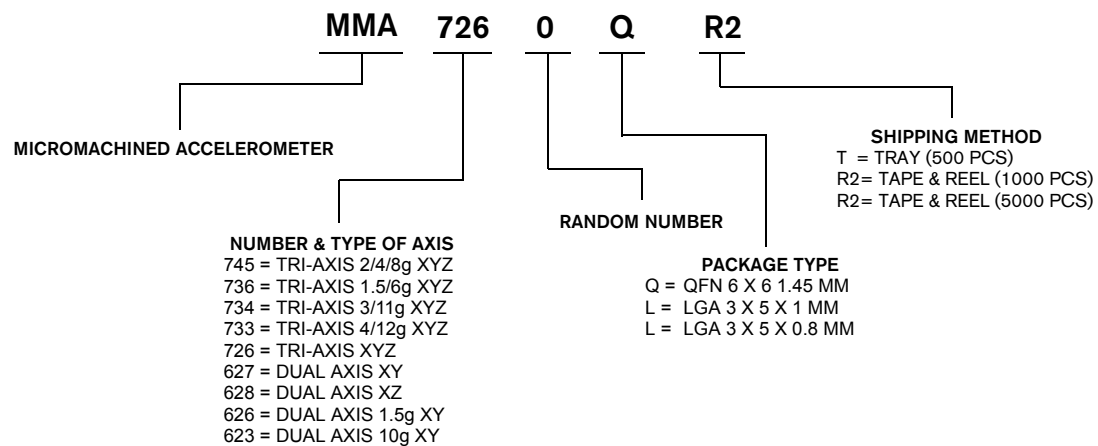 MMA 726 0 Q R2
MICROMACHINED ACCELEROMETER
NUMBER & TYPE OF AXIS
745 = TRI-AXIS 2/4/8g XYZ
736 = TRI-AXIS 1.5/6g XYZ
734 = TRI-AXIS 3/11g XYZ
733 = TRI-AXIS 4/12g XYZ
726 = TRI-AXIS XYZ
627 = DUAL AXIS XY
628 = DUAL AXIS XZ
626 = DUAL AXIS 1.5g XY
623 = DUAL AXIS 10g XY
RANDOM NUMBER
PACKAGE TYPE
Q = QFN 6 X 6 1.45 MM
L = LGA 3 X 5 X 1 MM
L = LGA 3 X 5 X 0.8 MM
SHIPPING METHOD
T = TRAY (500 PCS)
R2= TAPE & REEL (1000 PCS)
R2= TAPE & REEL (5000 PCS)